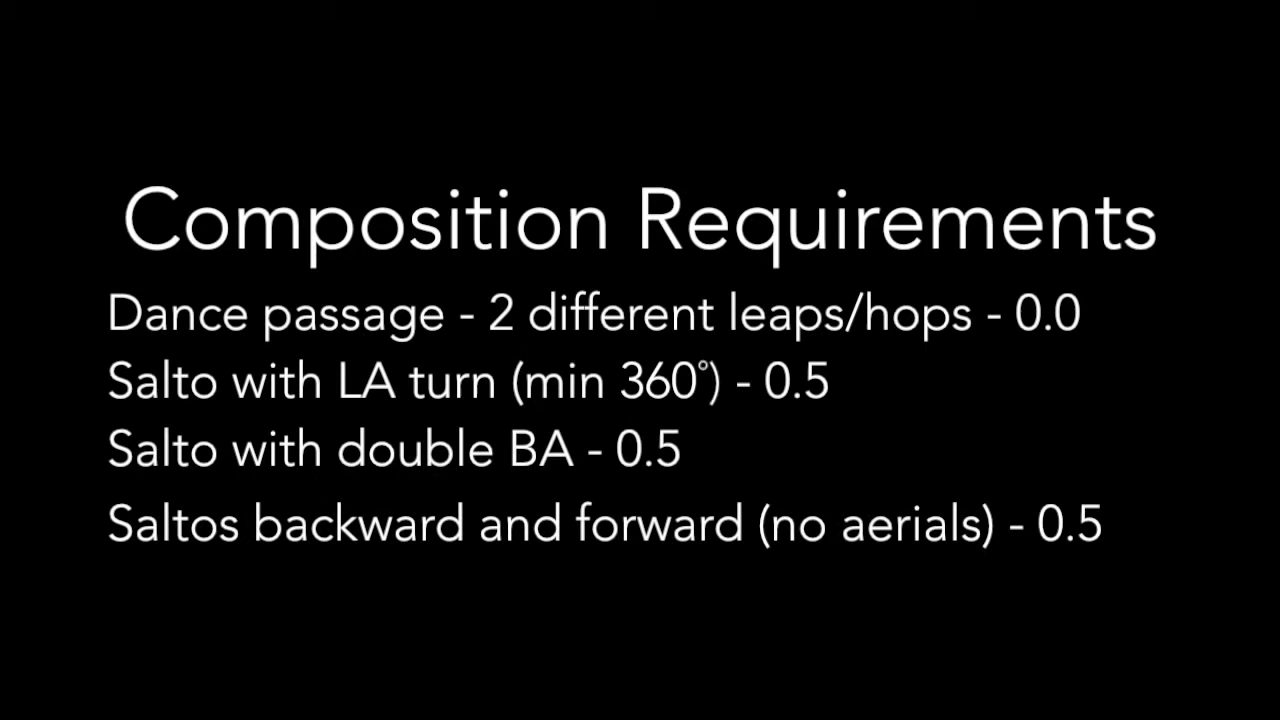 Composition Requirements
Dance passage - 2 different leaps/hops - 0.0
Salto with LA turn (min 360°) - 0.5
Salto with double BA - 0.5
Saltos backward and forward (no aerials) - 0.5